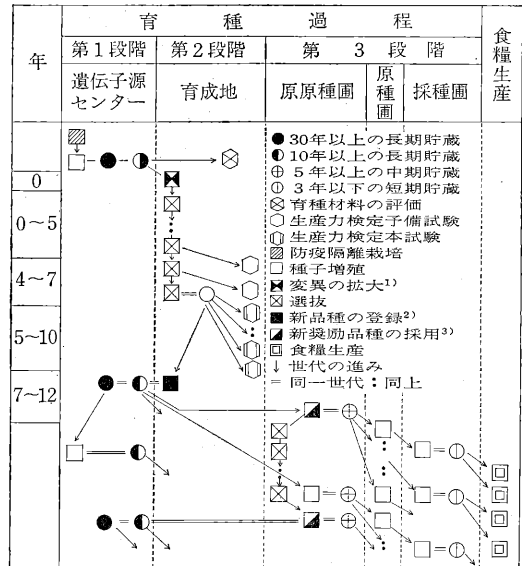 育種過程
食糧生産
年
第1段階
第2段階
第3段階
遺伝子源センター
育成地
原原種圃
原種圃
採種圃
● 30年以上の長期貯蔵
◐ 10年以上の長期貯蔵
⊕ 5年以上の中期貯蔵
⦶ 3年以下の短期貯蔵
育種材料の評価
生産力検定予備試験
生産力検定本試験
防疫隔離栽培
□ 種子増殖
変異の拡大1)
選抜
■ 新品種の登録2)
新奨励品種の採用3)
食糧生産
↓ 世代の進み
= 同一世代 : 同上
0
0~5
4~7
5~10
7~12